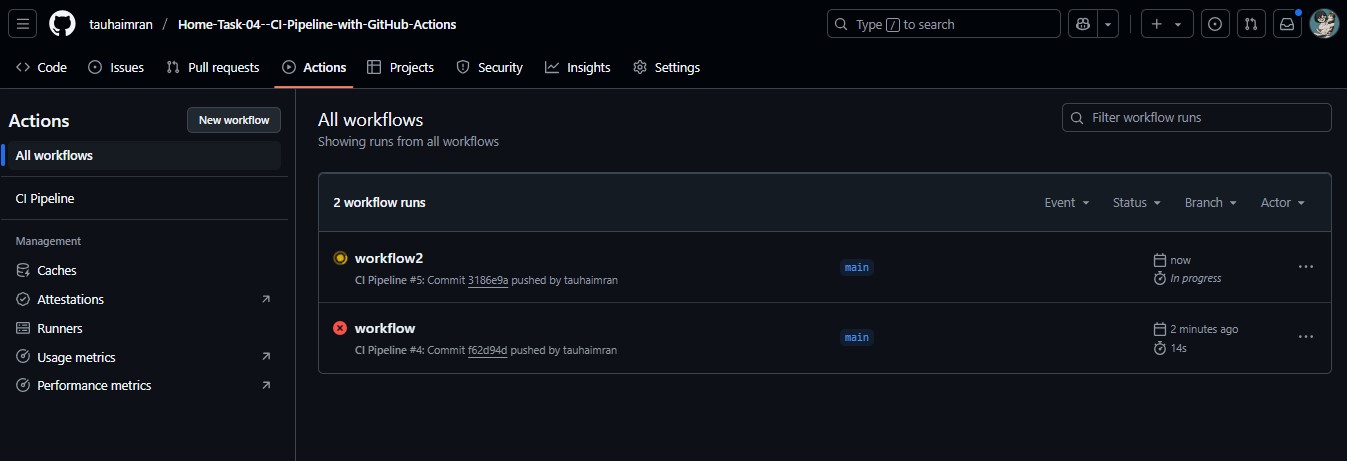 tauhaimran / Home-Task-04--CI-Pipeline-with-GitHub-Actions
Type / to search
Code Issues Pull requests Actions Projects Security Insights Settings
Actions
New workflow
All workflows
CI Pipeline
Management
Caches
Attestations
Runners
Usage metrics
Performance metrics
All workflows
Showing runs from all workflows
Filter workflow runs
2 workflow runs
Event Status Branch Actor
workflow2
CI Pipeline #5: Commit 3186e9a pushed by tauhaimran
main
now
In progress
workflow
CI Pipeline #4: Commit f62d94d pushed by tauhaimran
main
2 minutes ago
14s